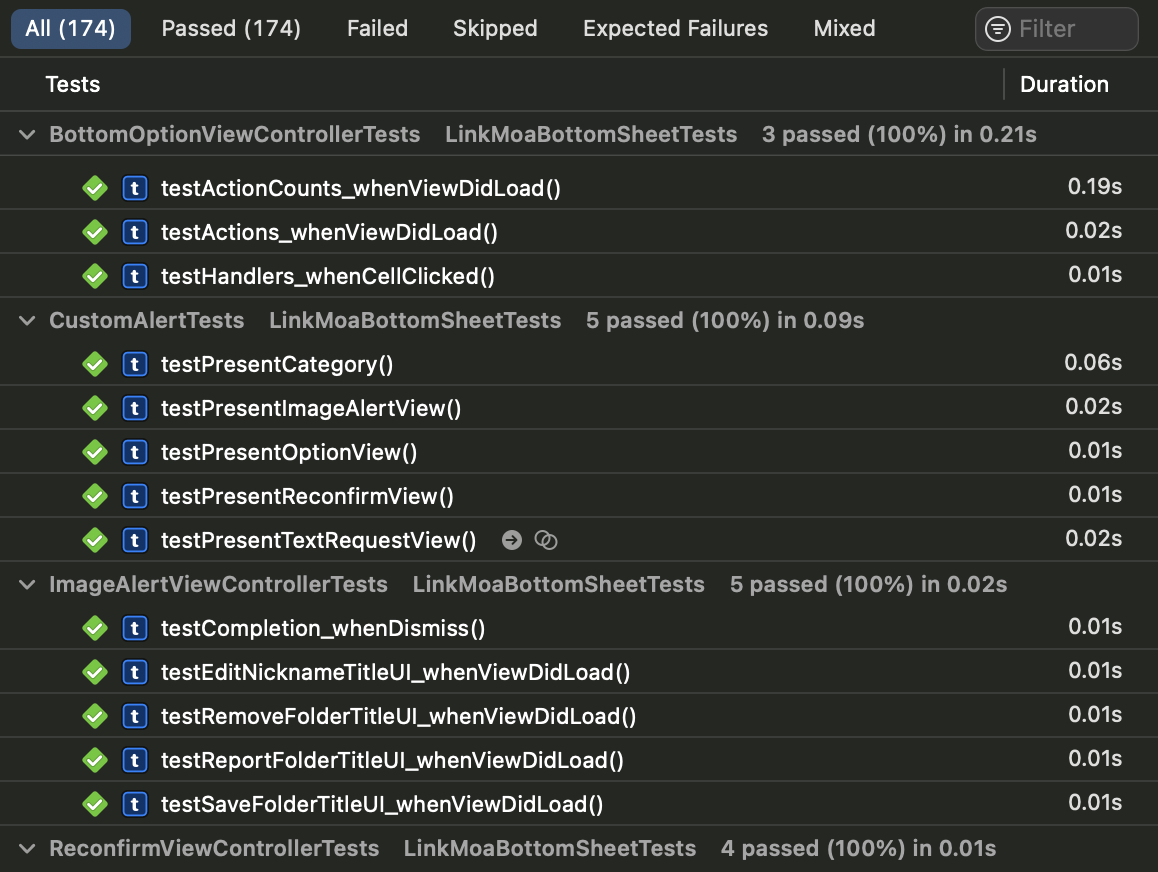 All (174) Passed (174) Failed Skipped Expected Failures Mixed Filter
Tests Duration
BottomOptionViewControllerTests LinkMoaBottomSheetTests 3 passed (100%) in 0.21s
t testActionCounts_whenViewDidLoad() 0.19s
t testActions_whenViewDidLoad() 0.02s
t testHandlers_whenCellClicked() 0.01s
CustomAlertTests LinkMoaBottomSheetTests 5 passed (100%) in 0.09s
t testPresentCategory() 0.06s
t testPresentImageAlertView() 0.02s
t testPresentOptionView() 0.01s
t testPresentReconfirmView() 0.01s
t testPresentTextRequestView() 0.02s
ImageAlertViewControllerTests LinkMoaBottomSheetTests 5 passed (100%) in 0.02s
t testCompletion_whenDismiss() 0.01s
t testEditNicknameTitleUI_whenViewDidLoad() 0.01s
t testRemoveFolderTitleUI_whenViewDidLoad() 0.01s
t testReportFolderTitleUI_whenViewDidLoad() 0.01s
t testSaveFolderTitleUI_whenViewDidLoad() 0.01s
ReconfirmViewControllerTests LinkMoaBottomSheetTests 4 passed (100%) in 0.01s